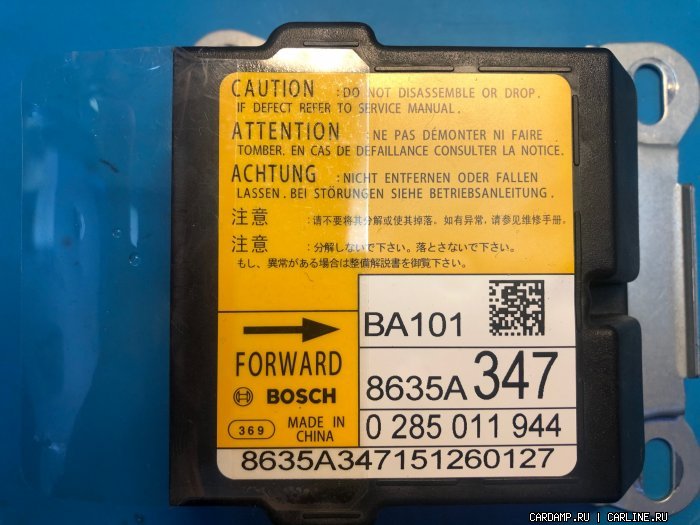 CAUTION : DO NOT DISASSEMBLE OR DROP.
IF DEFECT REFER TO SERVICE MANUAL.
ATTENTION : NE PAS DÉMONTER NI FAIRE
TOMBER. EN CAS DE DEFAILLANCE CONSULTER LA NOTICE.
ACHTUNG : NICHT ENTFERNEN ODER FALLEN
LASSEN. BEI STÖRUNGEN SIEHE BETRIEBSANLEITUNG.
注意 : 请不要将其分解或使其掉落。如有异常，请参见维修手册。
注意 : 分解しないで下さい。落とさないで下さい。
もし、異常がある場合は整備解説書を御覧下さい。
BA101
FORWARD
8635A 347
BOSCH
369 MADE IN
CHINA
0 285 011 944
8635A347151260127
CARDAMP.RU | CARLINE.RU